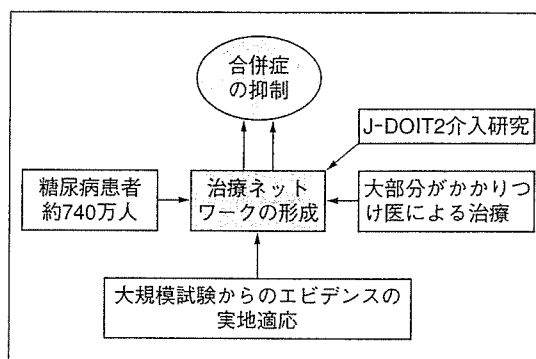 合併症
の抑制
J-DOIT2介入研究
糖尿病患者
約740万人
治療ネット
ワークの形成
大部分がかかりつ
け医による治療
大規模試験からのエビデンスの
実地適応